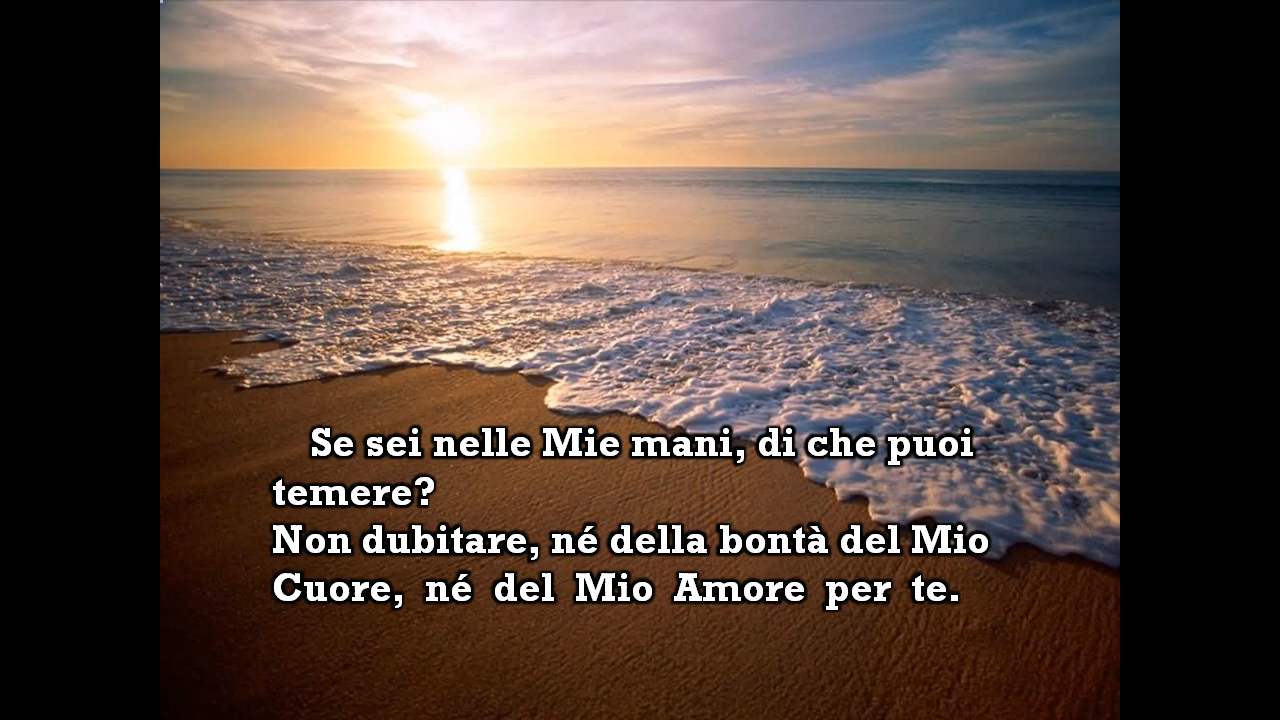 Se sei nelle Mie mani, di che puoi
temere?
Non dubitare, né della bontà del Mio
Cuore, né del Mio Amore per te.